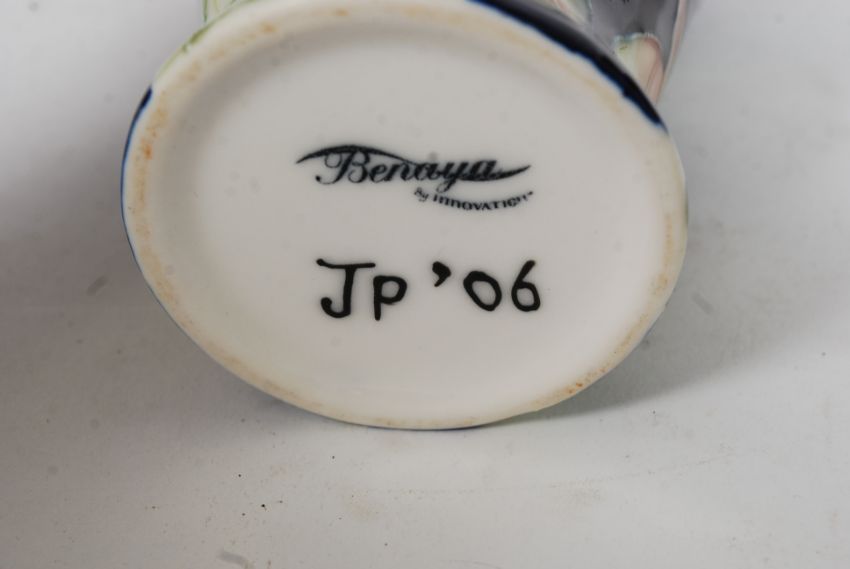 Benaya
By INNOVATION
JP '06